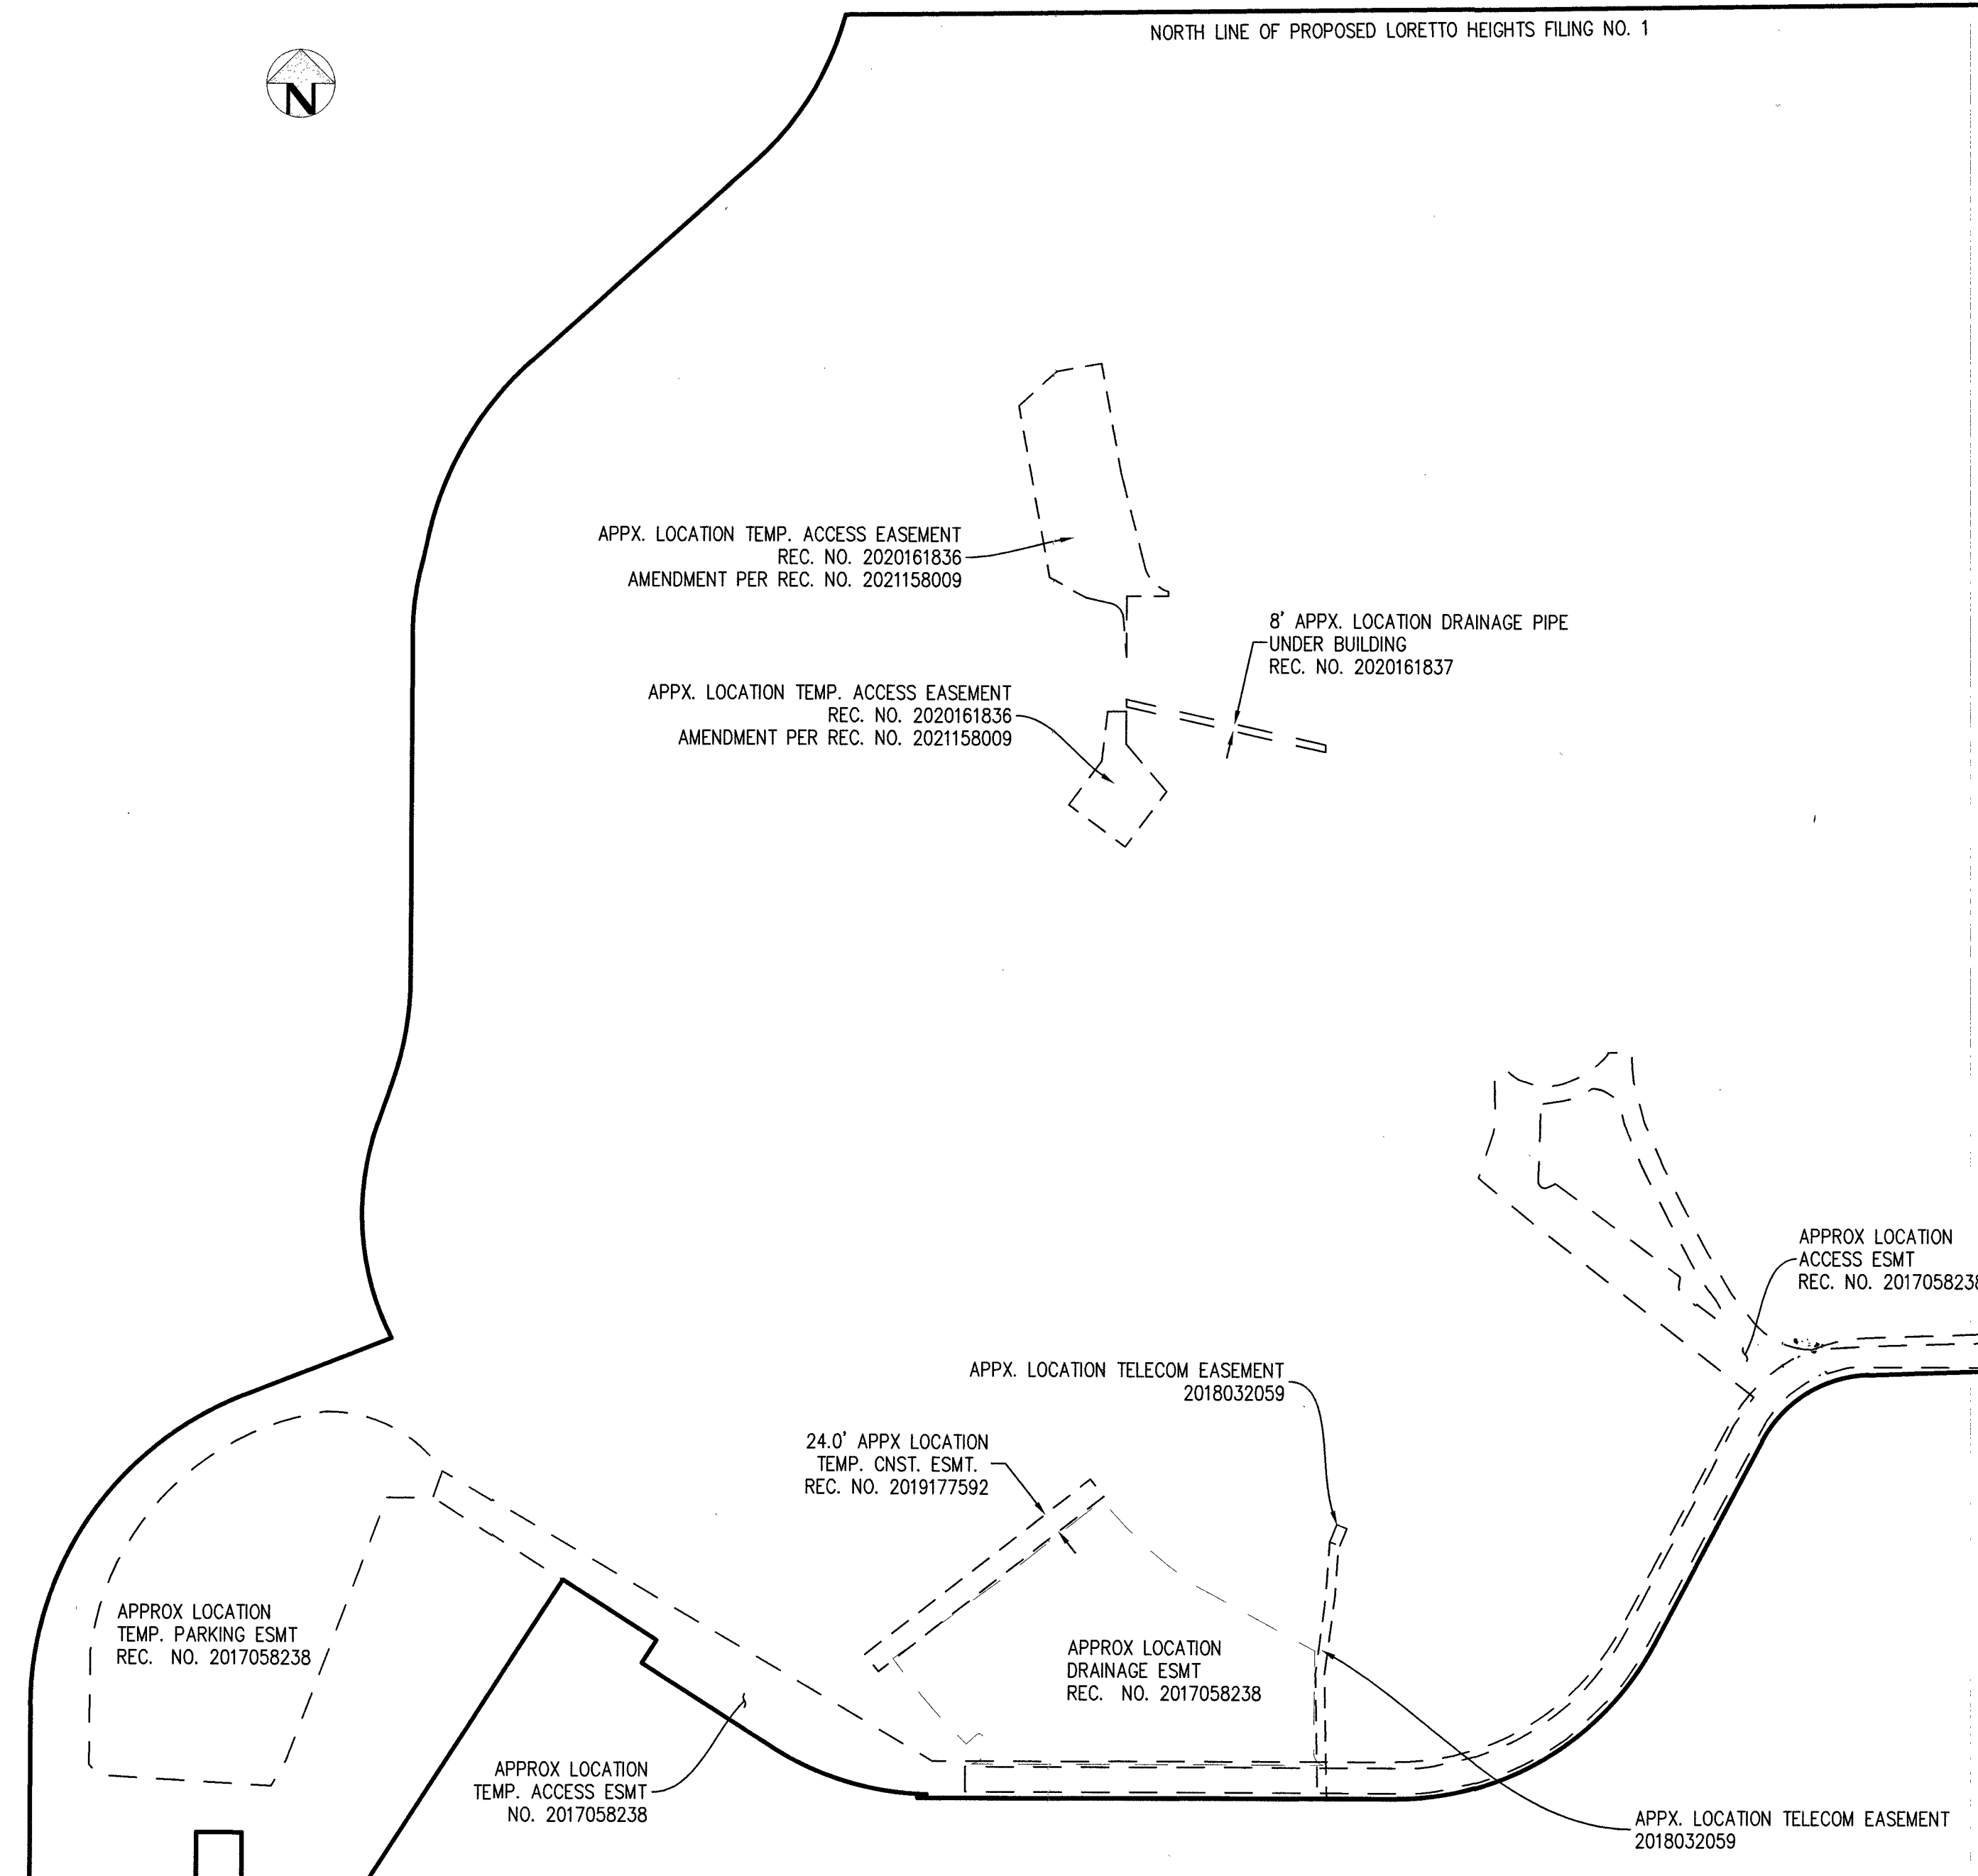 NORTH LINE OF PROPOSED LORETTO HEIGHTS FILING NO. 1
N
APPX. LOCATION TEMP. ACCESS EASEMENT
REC. NO. 2020161836
AMENDMENT PER REC. NO. 2021158009
8' APPX. LOCATION DRAINAGE PIPE
UNDER BUILDING
REC. NO. 2020161837
APPX. LOCATION TEMP. ACCESS EASEMENT
REC. NO. 2020161836
AMENDMENT PER REC. NO. 2021158009
APPROX LOCATION
ACCESS ESMT
REC. NO. 2017058238
APPX. LOCATION TELECOM EASEMENT
2018032059
24.0' APPX LOCATION
TEMP. CNST. ESMT.
REC. NO. 2019177592
APPROX LOCATION
TEMP. PARKING ESMT
REC. NO. 2017058238
APPROX LOCATION
DRAINAGE ESMT
REC. NO. 2017058238
APPROX LOCATION
TEMP. ACCESS ESMT
NO. 2017058238
APPX. LOCATION TELECOM EASEMENT
2018032059